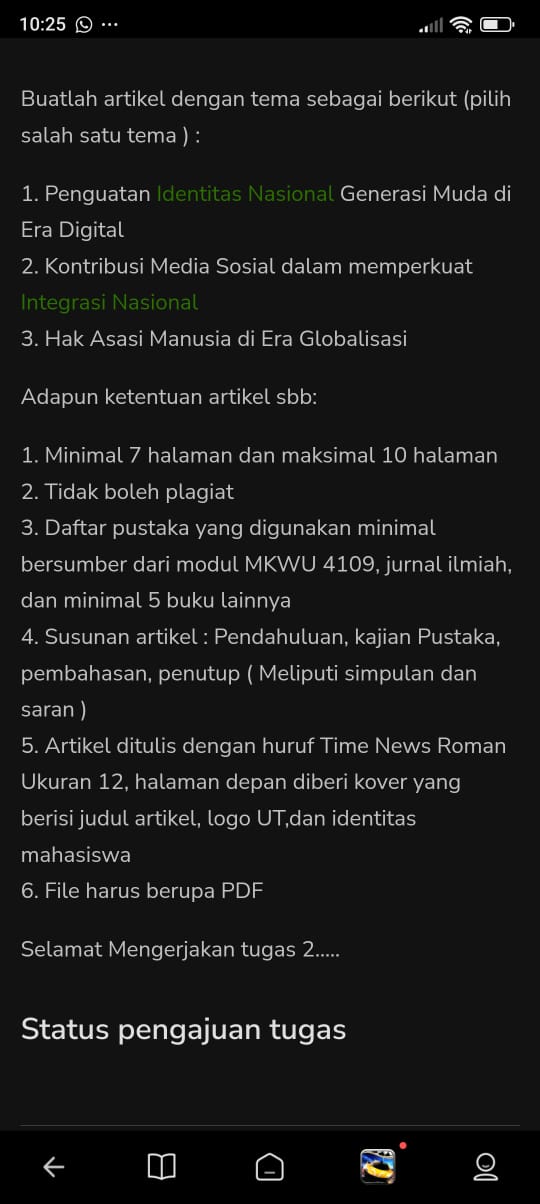 10:25
Buatlah artikel dengan tema sebagai berikut (pilih
salah satu tema ) :
1. Penguatan Identitas Nasional Generasi Muda di
Era Digital
2. Kontribusi Media Sosial dalam memperkuat
Integrasi Nasional
3. Hak Asasi Manusia di Era Globalisasi
Adapun ketentuan artikel sbb:
1. Minimal 7 halaman dan maksimal 10 halaman
2. Tidak boleh plagiat
3. Daftar pustaka yang digunakan minimal
bersumber dari modul MKWU 4109, jurnal ilmiah,
dan minimal 5 buku lainnya
4. Susunan artikel : Pendahuluan, kajian Pustaka,
pembahasan, penutup ( Meliputi simpulan dan
saran )
5. Artikel ditulis dengan huruf Time News Roman
Ukuran 12, halaman depan diberi kover yang
berisi judul artikel, logo UT,dan identitas
mahasiswa
6. File harus berupa PDF
Selamat Mengerjakan tugas 2.....
Status pengajuan tugas